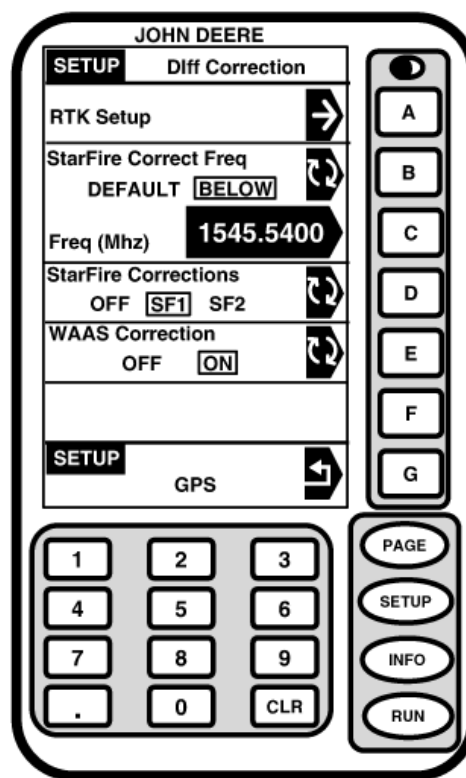 JOHN DEERE
SETUP DIff Correction
RTK Setup
StarFire Correct Freq
DEFAULT BELOW
Freq (Mhz) 1545.5400
StarFire Corrections
OFF SF1 SF2
WAAS Correction
OFF ON
SETUP
GPS
A
B
C
D
E
F
G
1 2 3
4 5 6
7 8 9
. 0 CLR
PAGE
SETUP
INFO
RUN